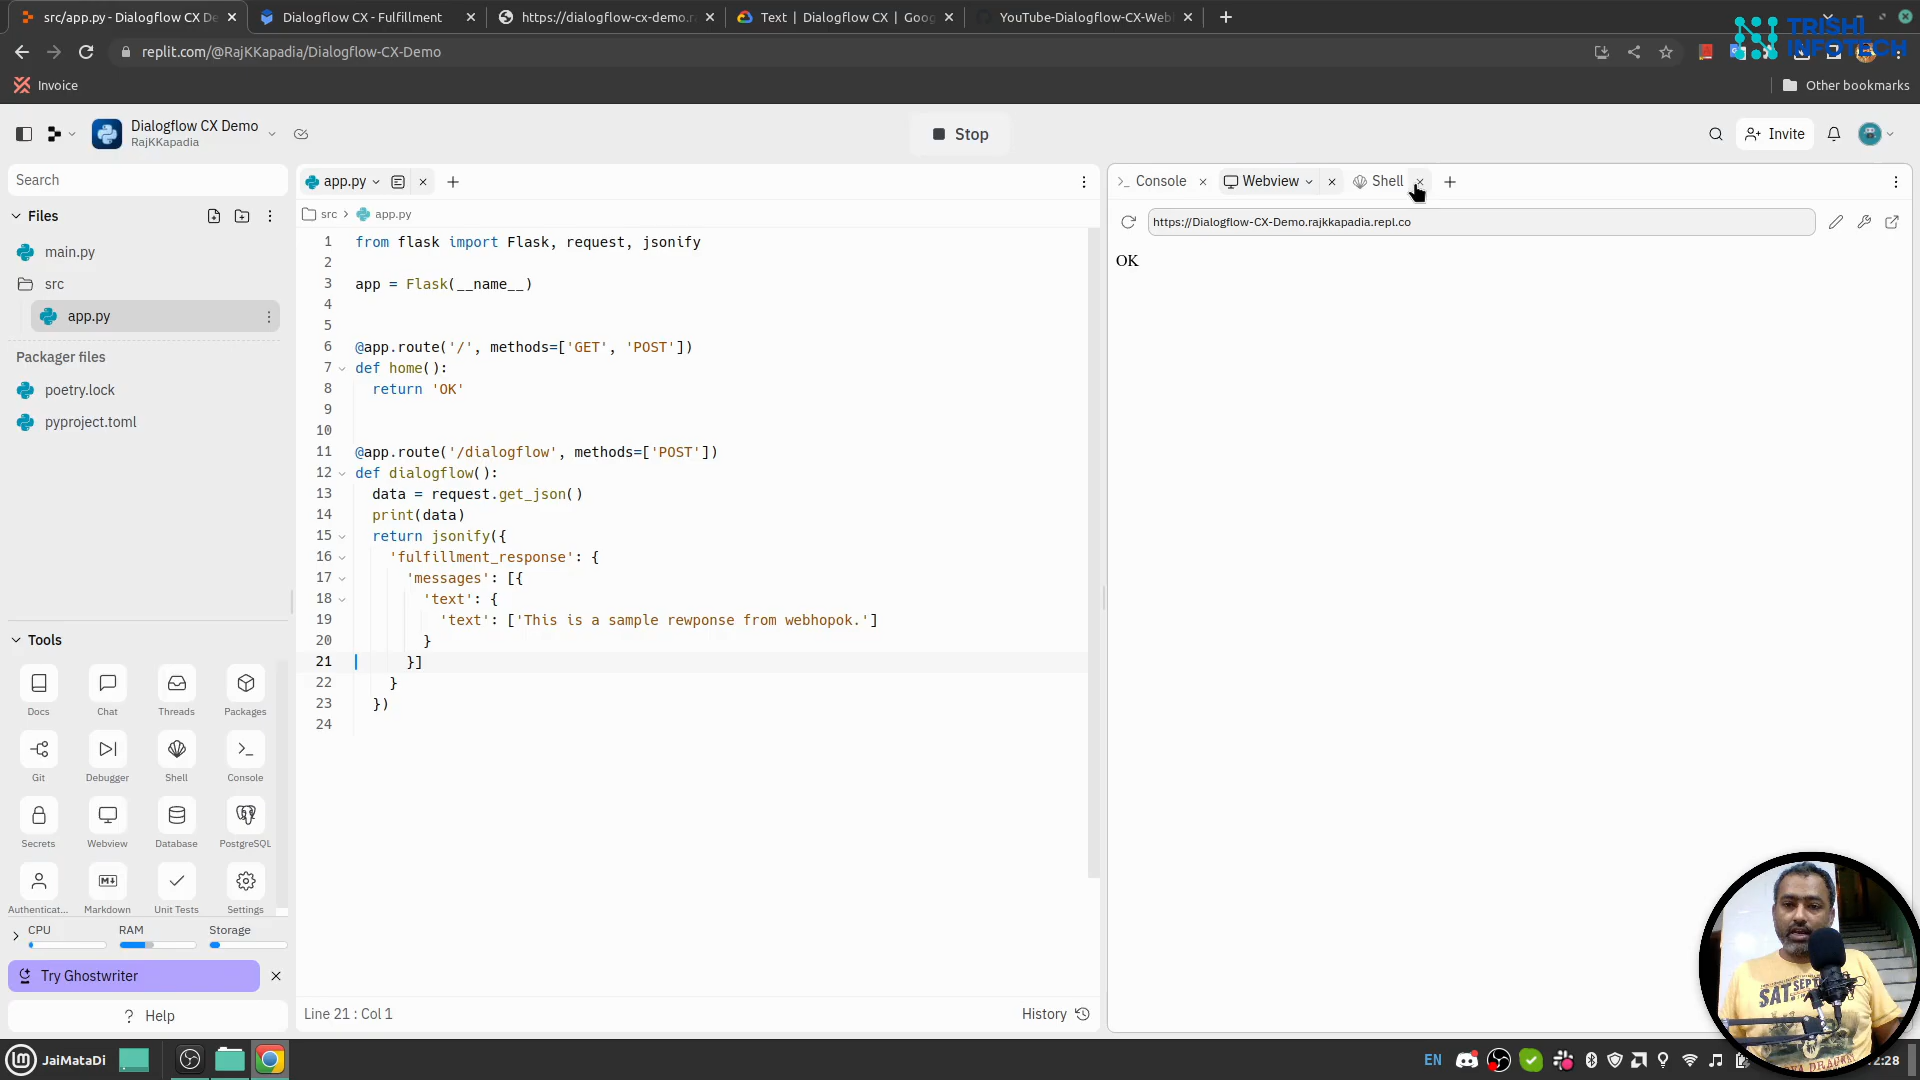 src/app.py - Dialogflow CX De
Dialogflow CX - Fulfillment
https://dialogflow-cx-demo.r
Text | Dialogflow CX | Goog
YouTube-Dialogflow-CX-Web
TRISHI
INFOTECH
replit.com/@RajKKapadia/Dialogflow-CX-Demo
Invoice
Other bookmarks
Dialogflow CX Demo
RajKKapadia
Stop
Invite
Search
Files
main.py
src
app.py
Packager files
poetry.lock
pyproject.toml
Tools
Docs
Chat
Threads
Packages
Git
Debugger
Shell
Console
Secrets
Webview
Database
PostgreSQL
Authenticat...
Markdown
Unit Tests
Settings
CPU
RAM
Storage
Try Ghostwriter
? Help
app.py
src > app.py
1 from flask import Flask, request, jsonify
2
3 app = Flask(__name__)
4
5
6 @app.route('/', methods=['GET', 'POST'])
7 def home():
8 return 'OK'
9
10
11 @app.route('/dialogflow', methods=['POST'])
12 def dialogflow():
13 data = request.get_json()
14 print(data)
15 return jsonify({
16 'fulfillment_response': {
17 'messages': [{
18 'text': {
19 'text': ['This is a sample rewponse from webhopok.']
20 }
21 }]
22 }
23 })
24
Line 21 : Col 1
History
Console
Webview
Shell
https://Dialogflow-CX-Demo.rajkkapadia.repl.co
OK
SAT SEPT
JaiMataDi
EN
2:28